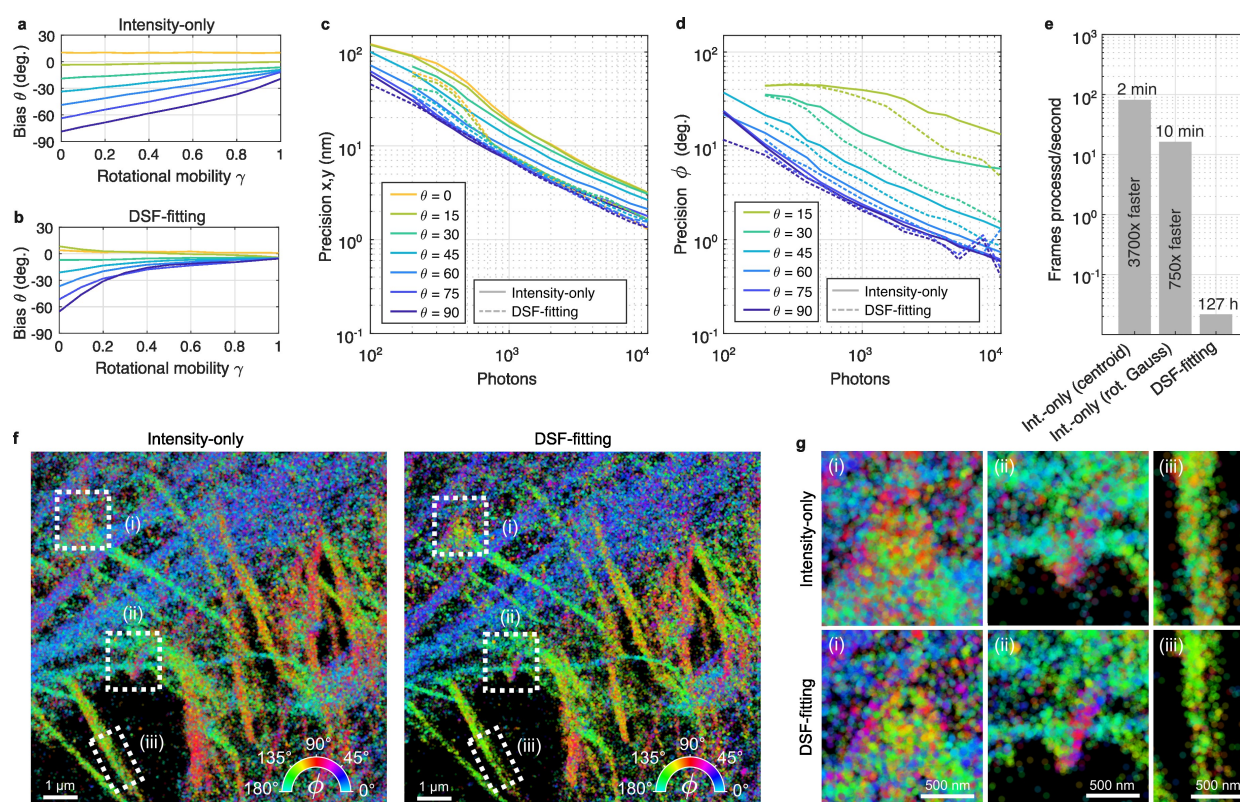 a
Intensity-only
30
0
-30
-60
-90
Bias θ (deg.)
0
0.2
0.4
0.6
0.8
1
Rotational mobility γ
b
DSF-fitting
30
0
-30
-60
-90
Bias θ (deg.)
0
0.2
0.4
0.6
0.8
1
Rotational mobility γ
c
10²
10¹
10⁰
10⁻¹
Precision x,y (nm)
θ = 0
θ = 15
θ = 30
θ = 45
θ = 60
θ = 75
θ = 90
Intensity-only
DSF-fitting
10²
10³
10⁴
Photons
d
10²
10¹
10⁰
10⁻¹
Precision ϕ (deg.)
θ = 15
θ = 30
θ = 45
θ = 60
θ = 75
θ = 90
Intensity-only
DSF-fitting
10²
10³
10⁴
Photons
e
10³
10²
10¹
10⁰
10⁻¹
Frames processd/second
2 min
10 min
127 h
3700x faster
750x faster
Int.-only (centroid)
Int.-only (rot. Gauss)
DSF-fitting
f
Intensity-only
(i)
(ii)
(iii)
1 μm
180°
135°
90°
45°
0°
ϕ
DSF-fitting
(i)
(ii)
(iii)
1 μm
180°
135°
90°
45°
0°
ϕ
g
Intensity-only
(i)
(ii)
(iii)
DSF-fitting
(i)
(ii)
(iii)
500 nm
500 nm
500 nm